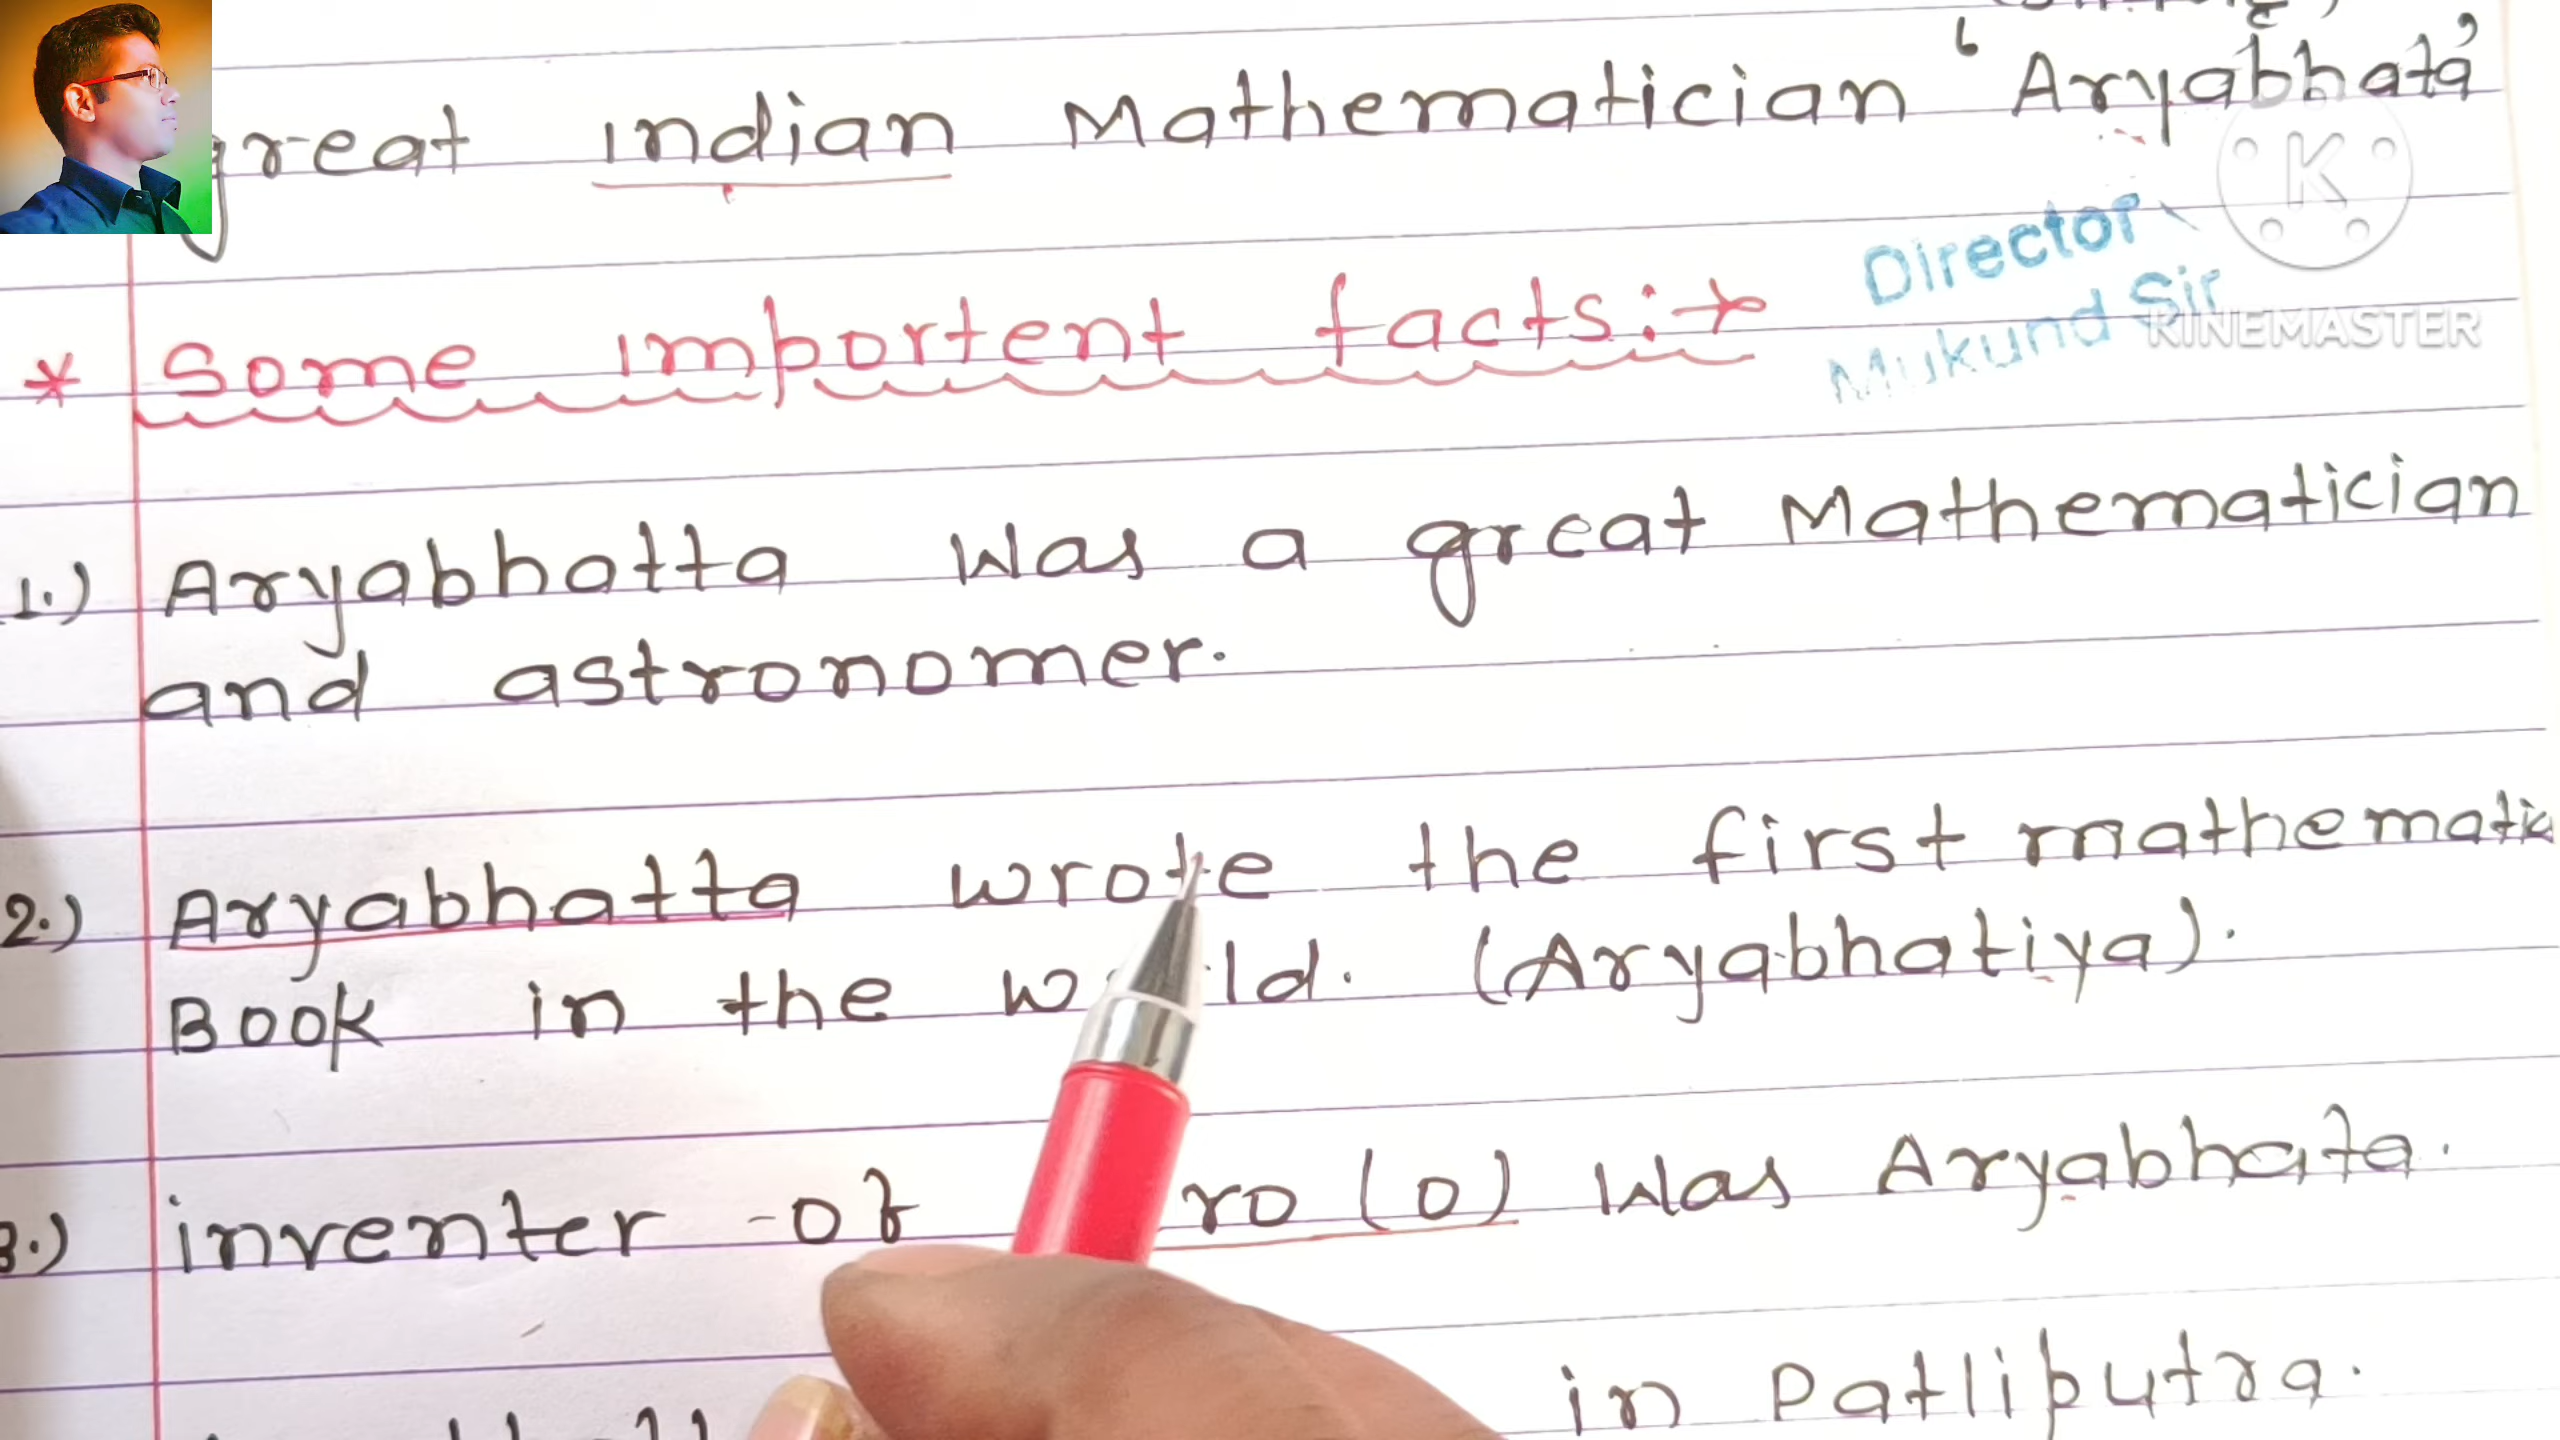 great indian Mathematician ‘Aryabhata’
Director
Mukund Sir
KINEMASTER
* Some importent facts:→
1.) Aryabhatta was a great Mathematician
and astronomer.
2.) Aryabhatta wrote the first mathematic
Book in the world. (Aryabhatiya).
3.) inventer of ro (0) was Aryabhata.
in Patliputra.